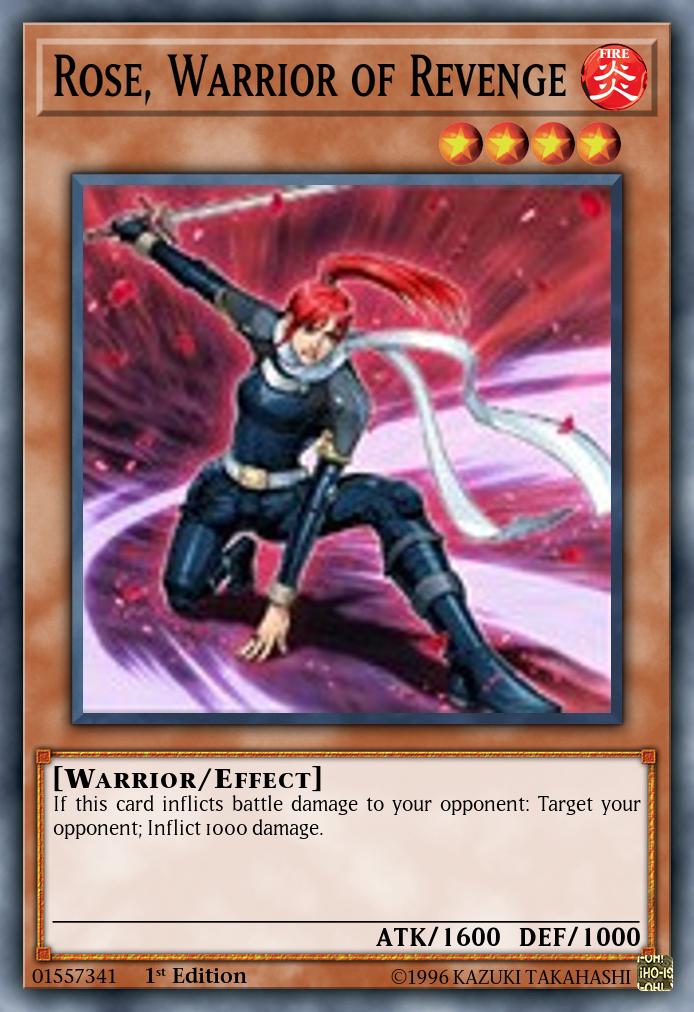 Rose, Warrior of Revenge
FIRE
炎
[Warrior/Effect]
If this card inflicts battle damage to your opponent: Target your
opponent; Inflict 1000 damage.
ATK/1600 DEF/1000
01557341 1st Edition ©1996 KAZUKI TAKAHASHI